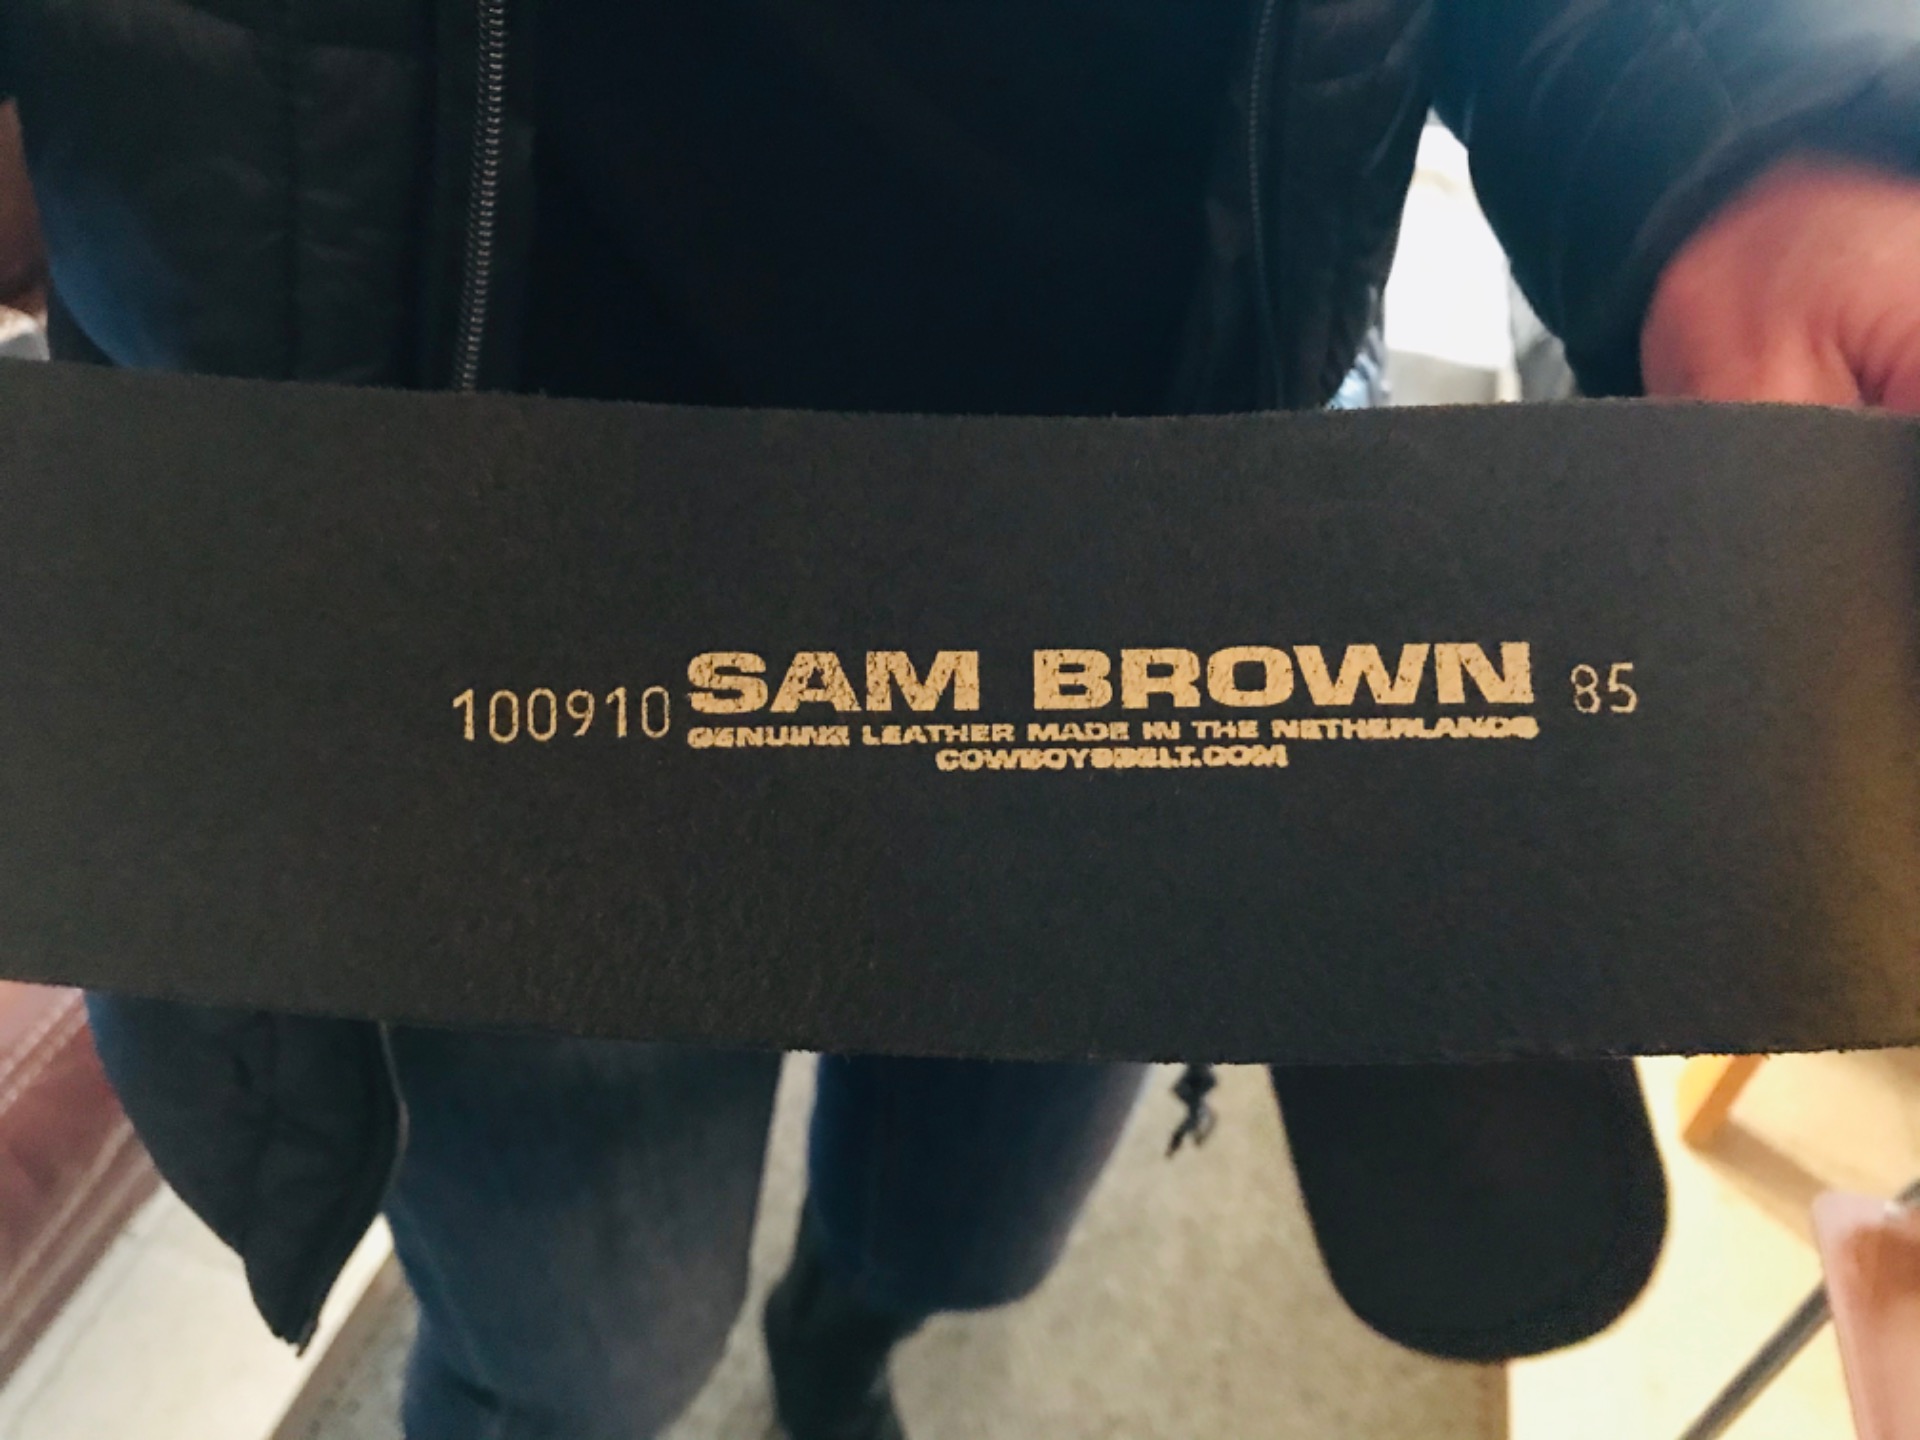 100910 SAM BROWN 85
GENUINE LEATHER MADE IN THE NETHERLANDS
COWBOYSBELT.COM